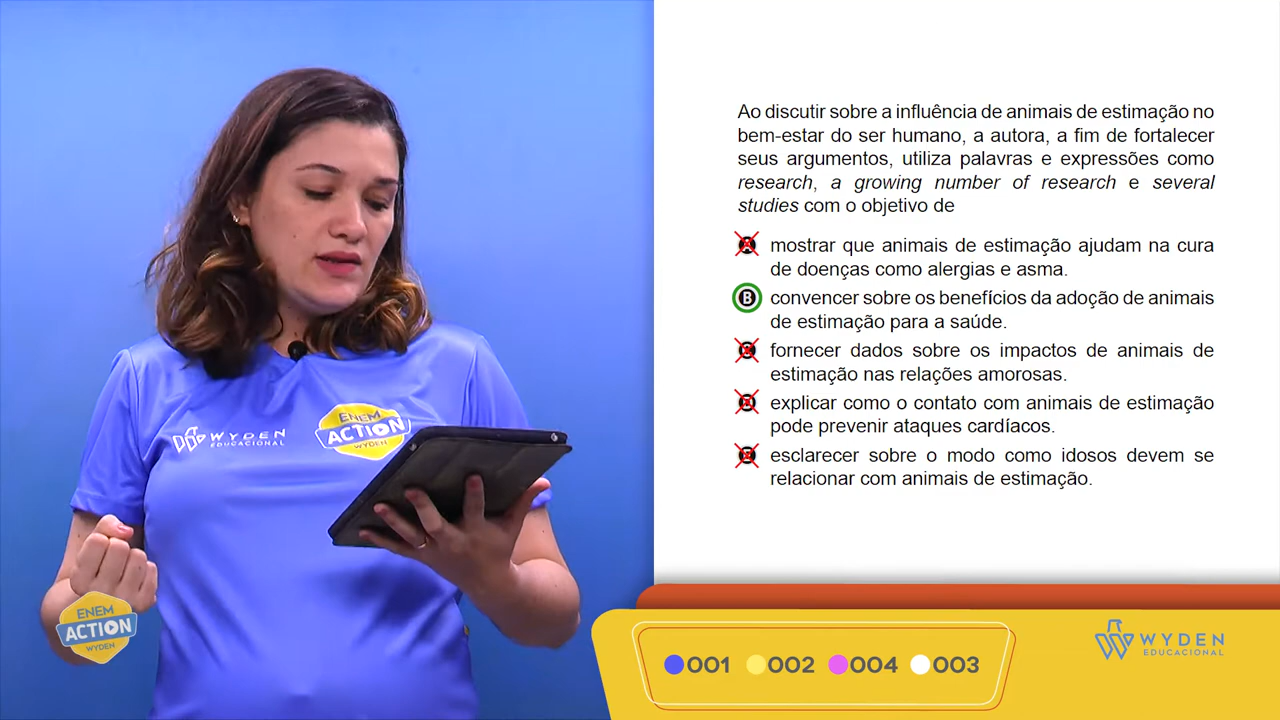 Ao discutir sobre a influência de animais de estimação no
bem-estar do ser humano, a autora, a fim de fortalecer
seus argumentos, utiliza palavras e expressões como
research, a growing number of research e several
studies com o objetivo de
mostrar que animais de estimação ajudam na cura
de doenças como alergias e asma.
B convencer sobre os benefícios da adoção de animais
de estimação para a saúde.
fornecer dados sobre os impactos de animais de
estimação nas relações amorosas.
explicar como o contato com animais de estimação
pode prevenir ataques cardíacos.
esclarecer sobre o modo como idosos devem se
relacionar com animais de estimação.
WYDEN
EDUCACIONAL
ENEM
ACTION
WYDEN
ENEM
ACTION
WYDEN
001 002 004 003
WYDEN
EDUCACIONAL